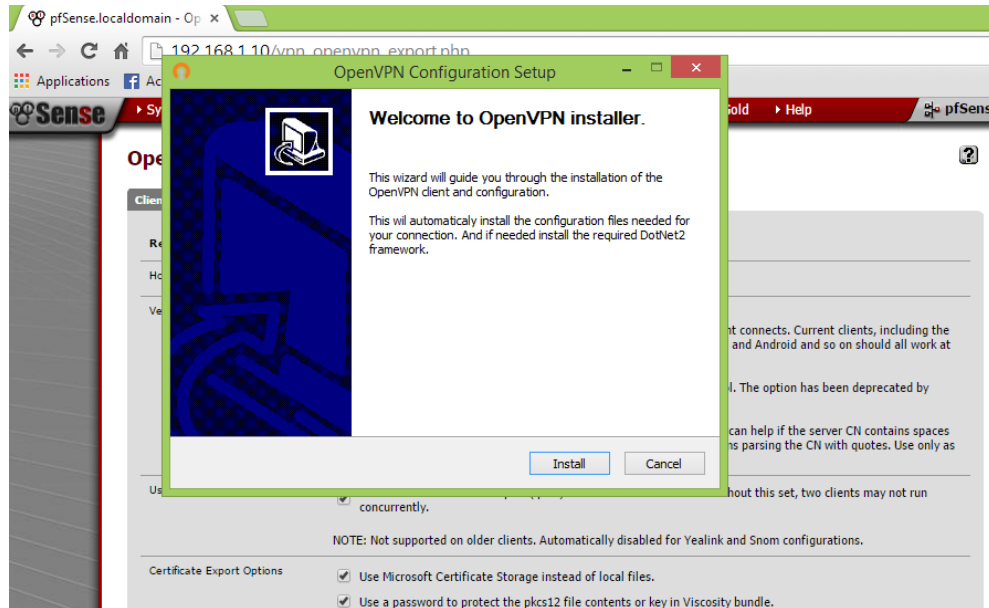 pfSense.localdomain - Op
192.168.1.10/vpn_openvpn_export.php
Applications
OpenVPN Configuration Setup
Sense
Gold Help
pfSens
Welcome to OpenVPN installer.
This wizard will guide you through the installation of the
OpenVPN client and configuration.
This wil automaticaly install the configuration files needed for
your connection. And if needed install the required DotNet2
framework.
nt connects. Current clients, including the
and Android and so on should all work at
l. The option has been deprecated by
can help if the server CN contains spaces
ns parsing the CN with quotes. Use only as
Install Cancel
hout this set, two clients may not run
concurrently.
NOTE: Not supported on older clients. Automatically disabled for Yealink and Snom configurations.
Certificate Export Options
Use Microsoft Certificate Storage instead of local files.
Use a password to protect the pkcs12 file contents or key in Viscosity bundle.